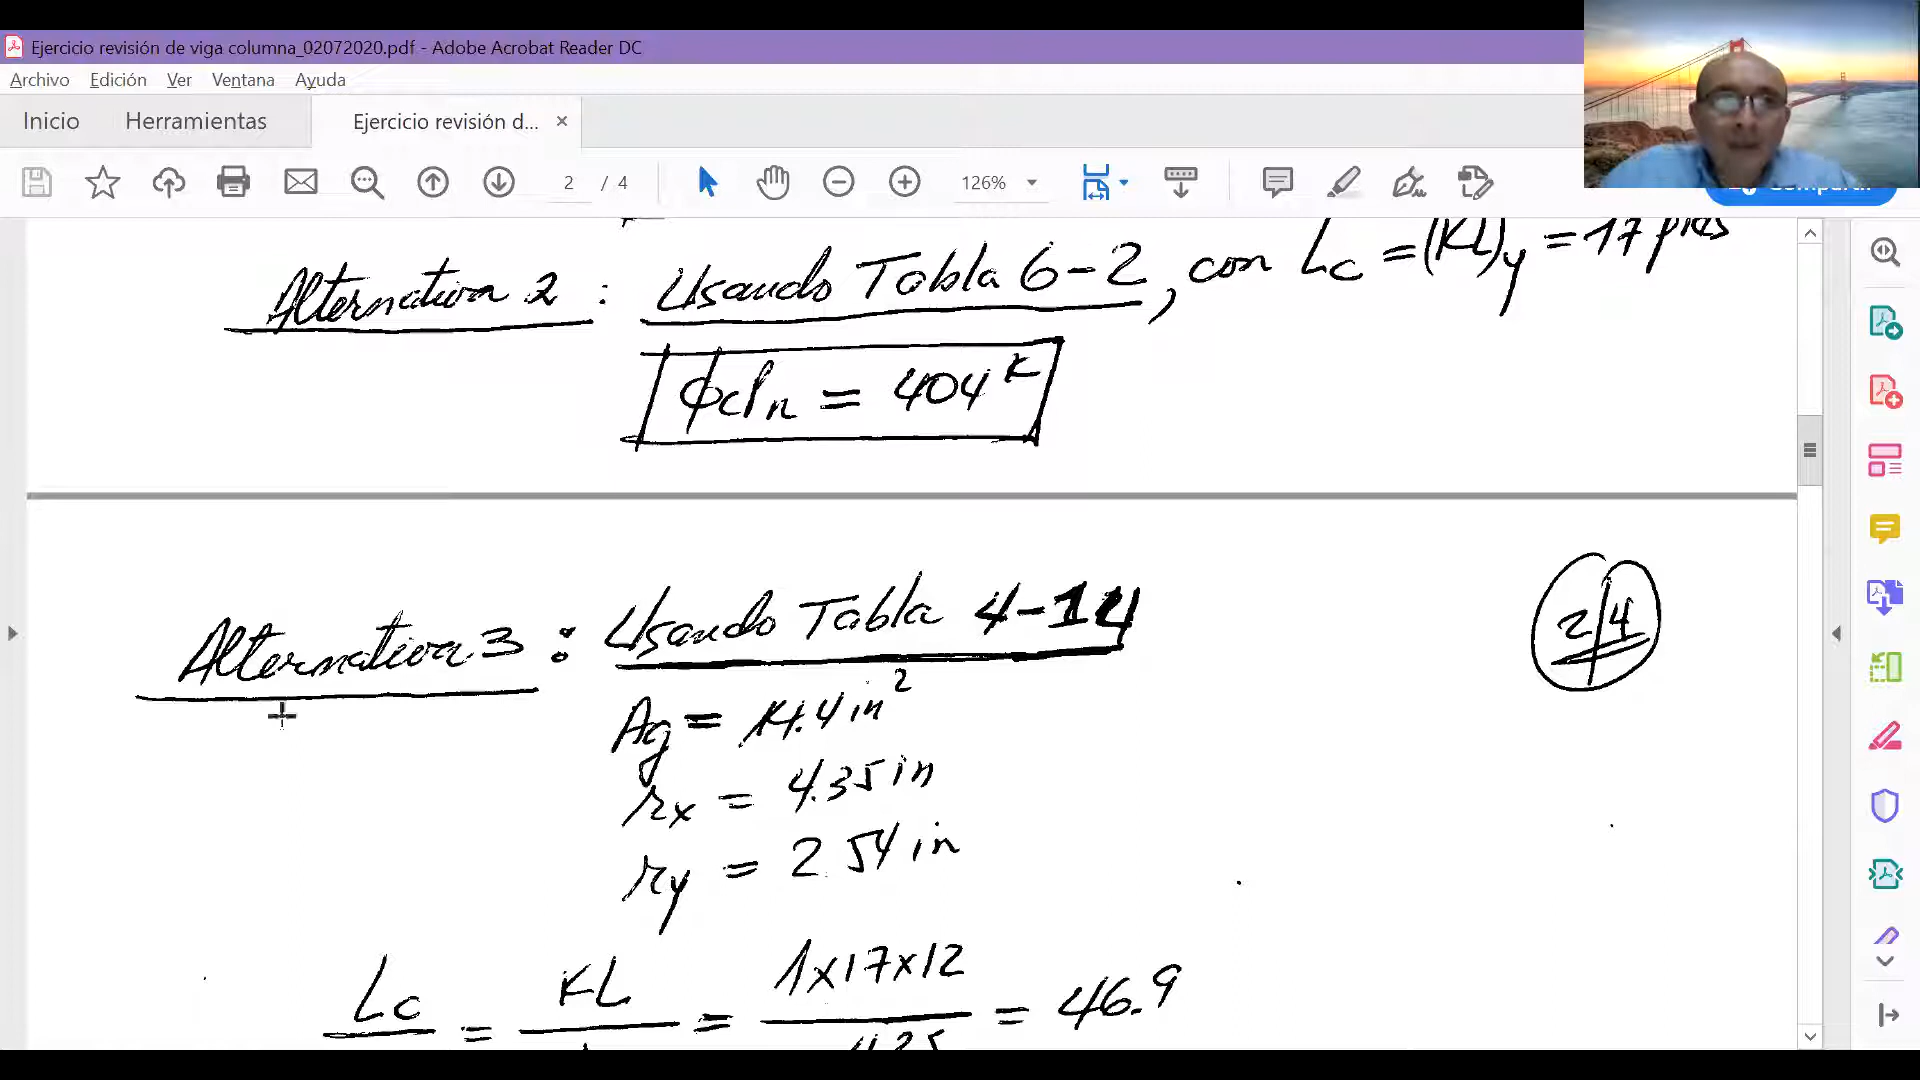 Ejercicio revisión de viga columna_02072020.pdf - Adobe Acrobat Reader DC
Archivo Edición Ver Ventana Ayuda
Inicio Herramientas Ejercicio revisión d... ×
2 / 4 126%
Alternativa 2 : Usando Tabla 6-2, con Lc = (KL)y = 17 pies
ϕcPn = 404 K
Alternativa 3 : Usando Tabla 4-14
2/4
Ag = 14.4 in²
rx = 4.35 in
ry = 2.54 in
Lc = KL = 1x17x12 = 46.9
4.35